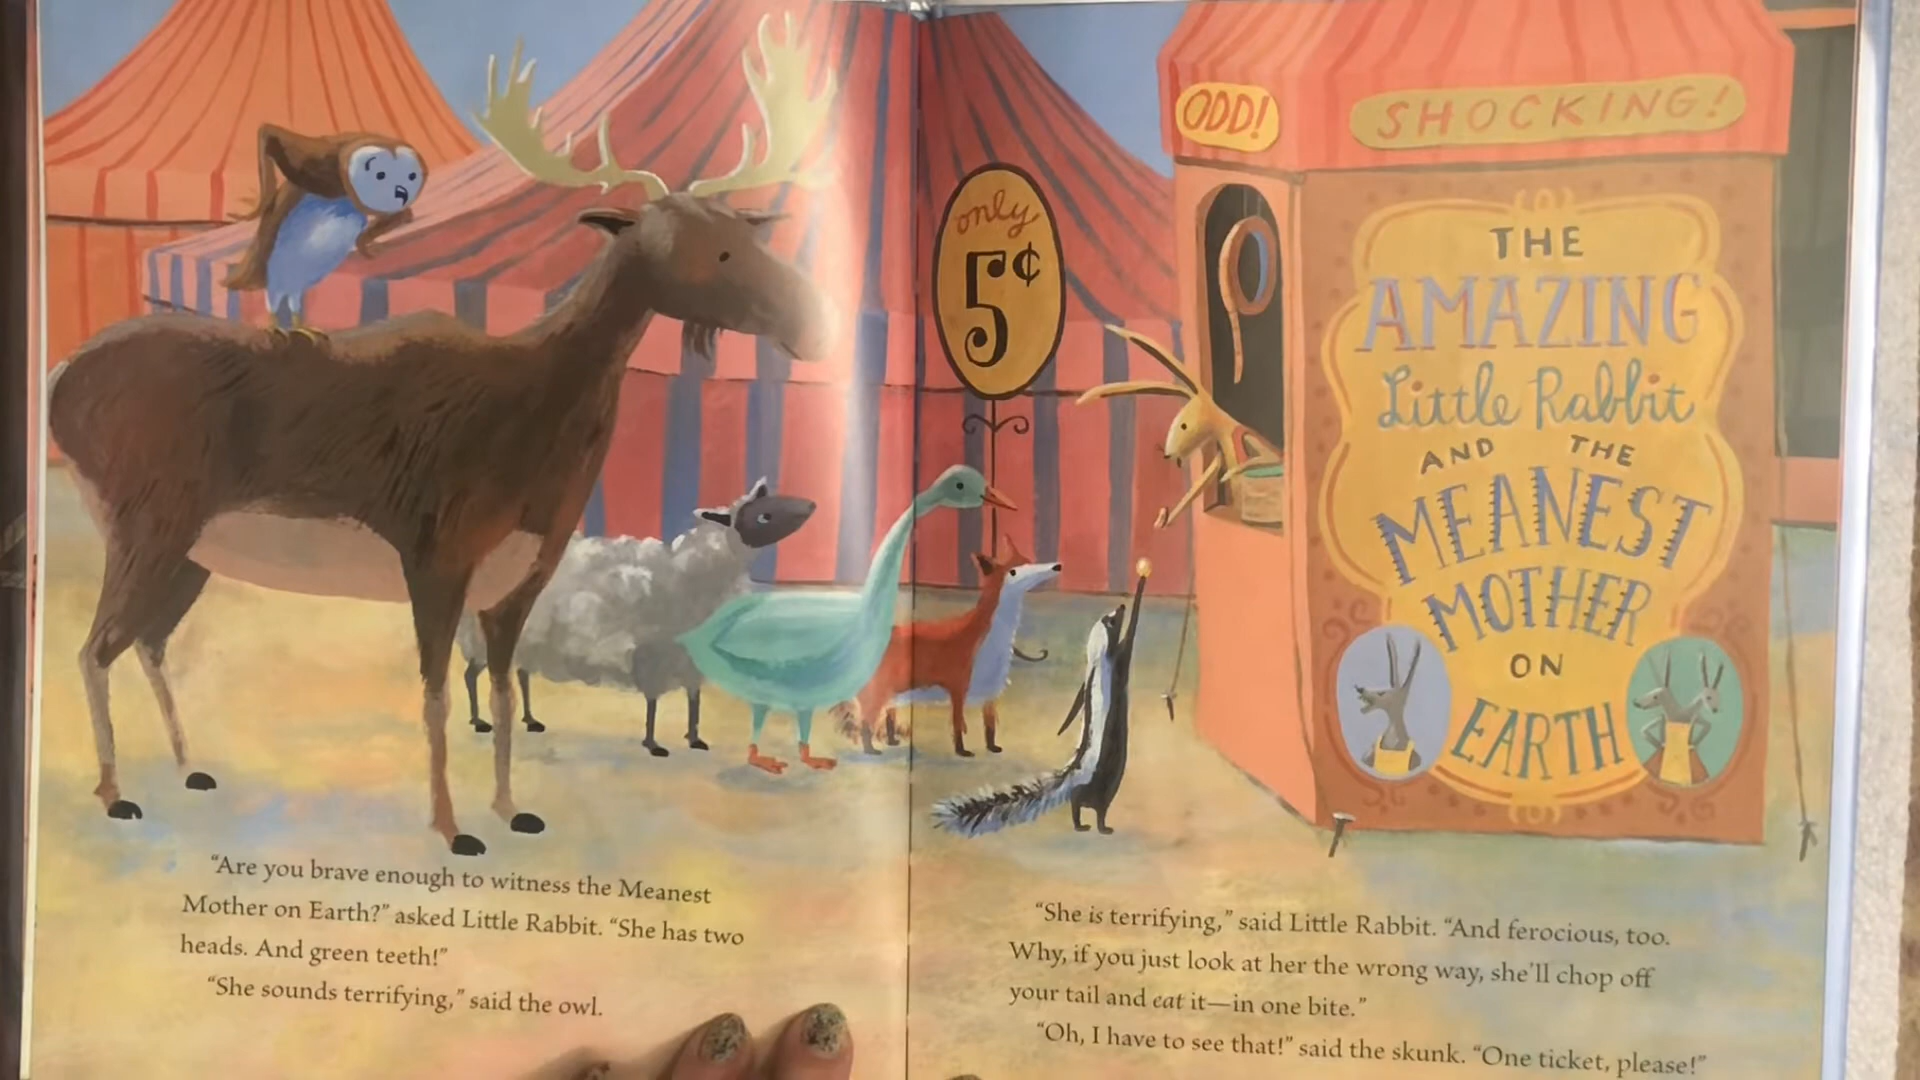 ODD!
SHOCKING!
only
5¢
THE
AMAZING
Little Rabbit
AND THE
MEANEST
MOTHER
ON
EARTH
“Are you brave enough to witness the Meanest
Mother on Earth?” asked Little Rabbit. “She has two
heads. And green teeth!”
“She sounds terrifying,” said the owl.
“She is terrifying,” said Little Rabbit. “And ferocious, too.
Why, if you just look at her the wrong way, she’ll chop off
your tail and eat it—in one bite.”
“Oh, I have to see that!” said the skunk. “One ticket, please!”